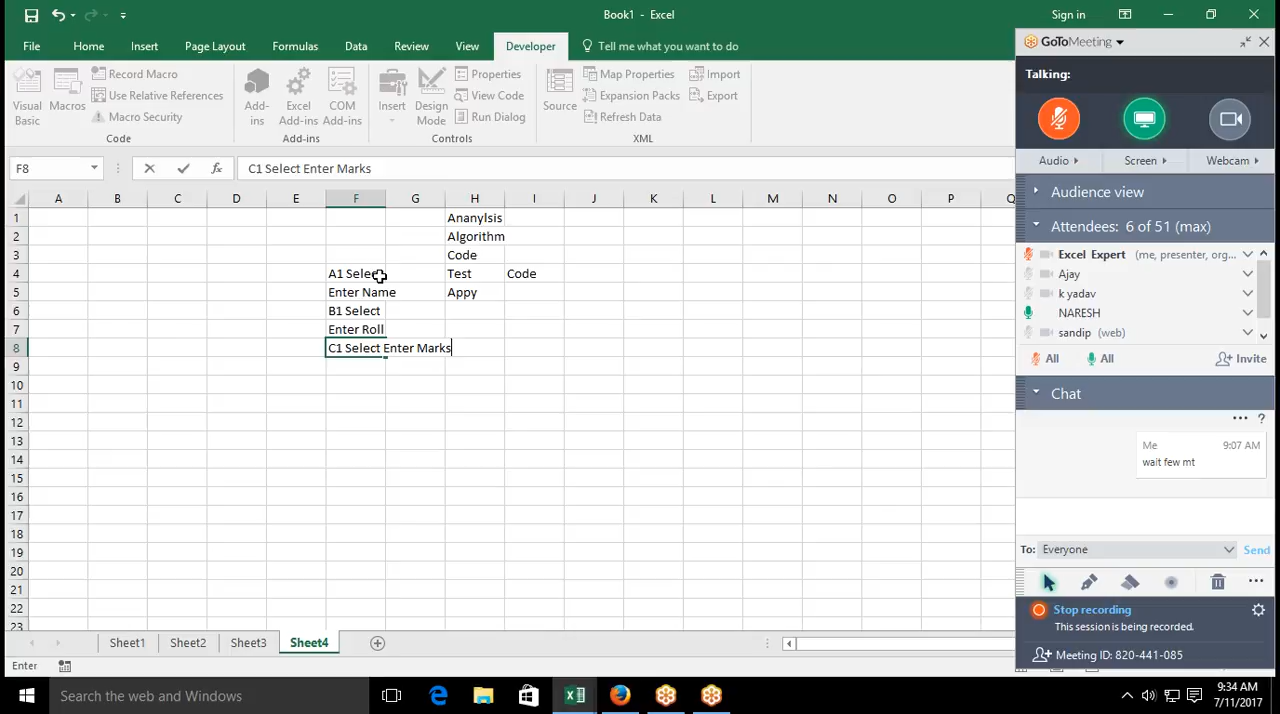 Book1 - Excel
Sign in
File Home Insert Page Layout Formulas Data Review View Developer Tell me what you want to do
Visual Basic
Macros
Record Macro
Use Relative References
Macro Security
Code
Add-ins
Excel Add-ins
COM Add-ins
Add-ins
Insert
Design Mode
Properties
View Code
Run Dialog
Controls
Source
Map Properties
Expansion Packs
Refresh Data
Import
Export
XML
F8
fx
C1 Select Enter Marks
A B C D E F G H I J K L M N O P Q
1 Ananylsis
2 Algorithm
3 Code
4 A1 Select Test Code
5 Enter Name Appy
6 B1 Select
7 Enter Roll
8 C1 Select Enter Marks
9
10
11
12
13
14
15
16
17
18
19
20
21
22
23
Sheet1 Sheet2 Sheet3 Sheet4
Enter
GoToMeeting
Talking:
Audio Screen Webcam
Audience view
Attendees: 6 of 51 (max)
Excel Expert (me, presenter, org...
Ajay
k yadav
NARESH
sandip (web)
All All Invite
Chat
... ?
Me 9:07 AM
wait few mt
To: Everyone Send
Stop recording
This session is being recorded.
Meeting ID: 820-441-085
Search the web and Windows
9:34 AM
7/11/2017